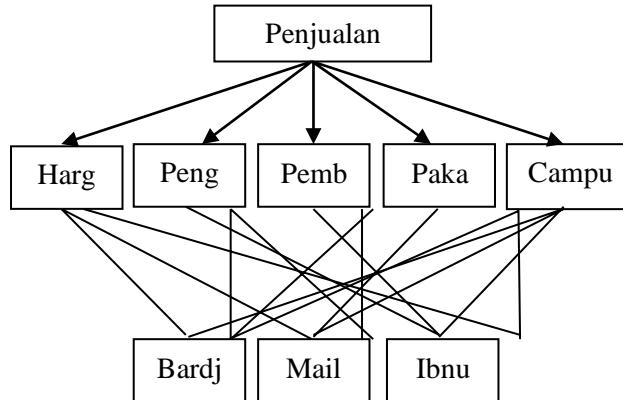 Penjualan
Harg
Peng
Pemb
Paka
Campu
Bardj
Mail
Ibnu